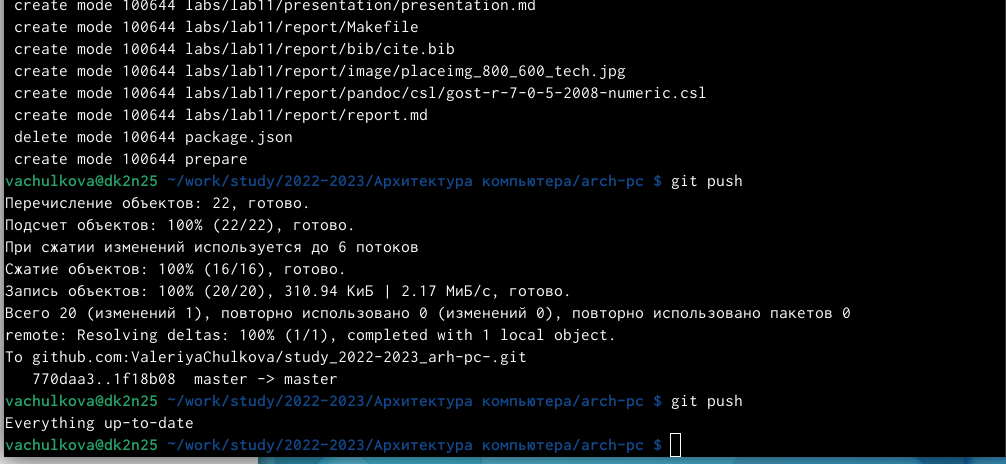 create mode 100644 labs/lab11/presentation/presentation.md
create mode 100644 labs/lab11/report/Makefile
create mode 100644 labs/lab11/report/bib/cite.bib
create mode 100644 labs/lab11/report/image/placeimg_800_600_tech.jpg
create mode 100644 labs/lab11/report/pandoc/csl/gost-r-7-0-5-2008-numeric.csl
create mode 100644 labs/lab11/report/report.md
delete mode 100644 package.json
create mode 100644 prepare
vachulkova@dk2n25 ~/work/study/2022-2023/Архитектура компьютера/arch-pc $ git push
Перечисление объектов: 22, готово.
Подсчет объектов: 100% (22/22), готово.
При сжатии изменений используется до 6 потоков
Сжатие объектов: 100% (16/16), готово.
Запись объектов: 100% (20/20), 310.94 КиБ | 2.17 МиБ/с, готово.
Всего 20 (изменений 1), повторно использовано 0 (изменений 0), повторно использовано пакетов 0
remote: Resolving deltas: 100% (1/1), completed with 1 local object.
To github.com:ValeriyaChulkova/study_2022-2023_arh-pc-.git
770daa3..1f18b08 master -> master
vachulkova@dk2n25 ~/work/study/2022-2023/Архитектура компьютера/arch-pc $ git push
Everything up-to-date
vachulkova@dk2n25 ~/work/study/2022-2023/Архитектура компьютера/arch-pc $